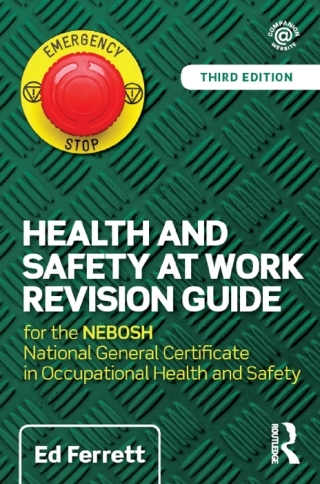 EMERGENCY
STOP
COMPANION
@
WEBSITE
THIRD EDITION
HEALTH AND
SAFETY AT WORK
REVISION GUIDE
for the NEBOSH
National General Certificate
in Occupational Health and Safety
Ed Ferrett
R
ROUTLEDGE